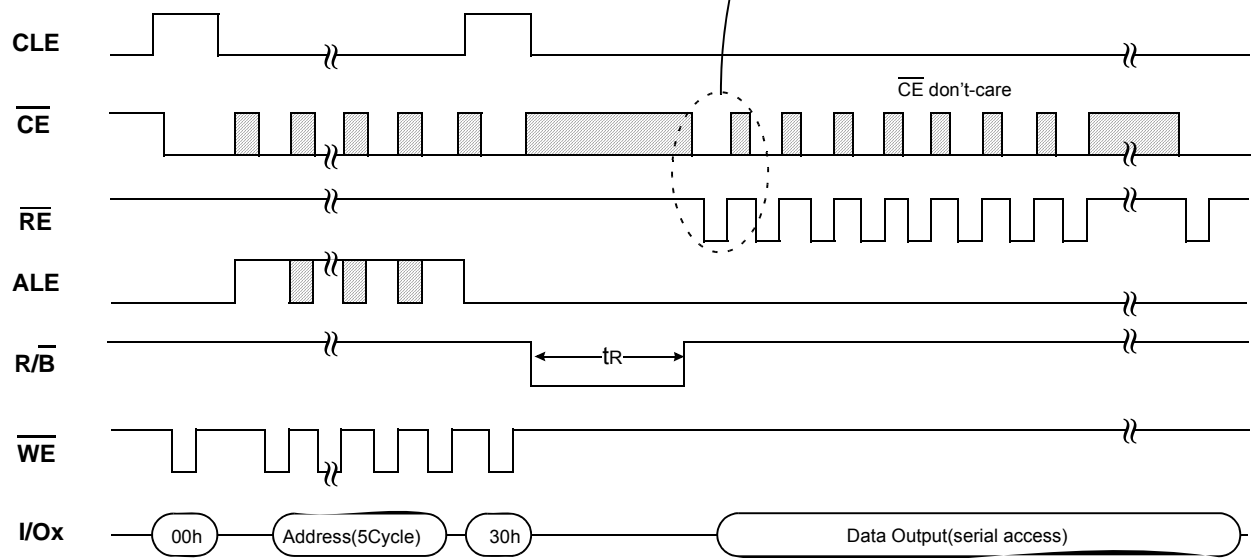 CLE
CE don't-care
CE
RE
ALE
R/B
tR
WE
I/Ox
00h
Address(5Cycle)
30h
Data Output(serial access)